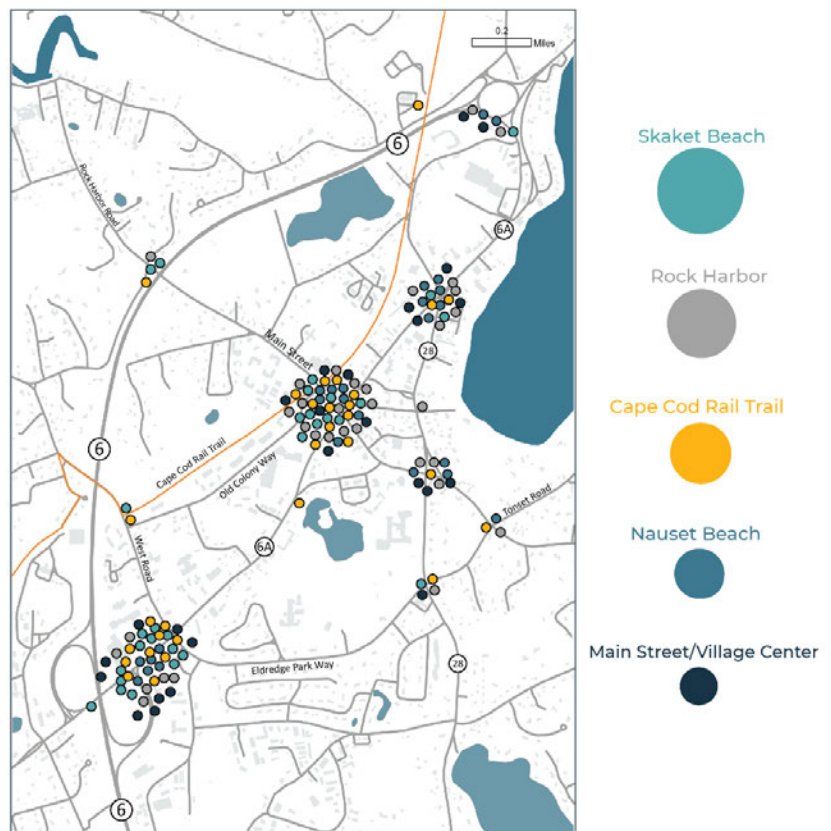 0.2
Miles
6
Rock Harbor Road
6A
Main Street
28
6
Cape Cod Rail Trail
Old Colony Way
Tonset Road
6A
West Road
Eldredge Park Way
28
6
Skaket Beach
Rock Harbor
Cape Cod Rail Trail
Nauset Beach
Main Street/Village Center